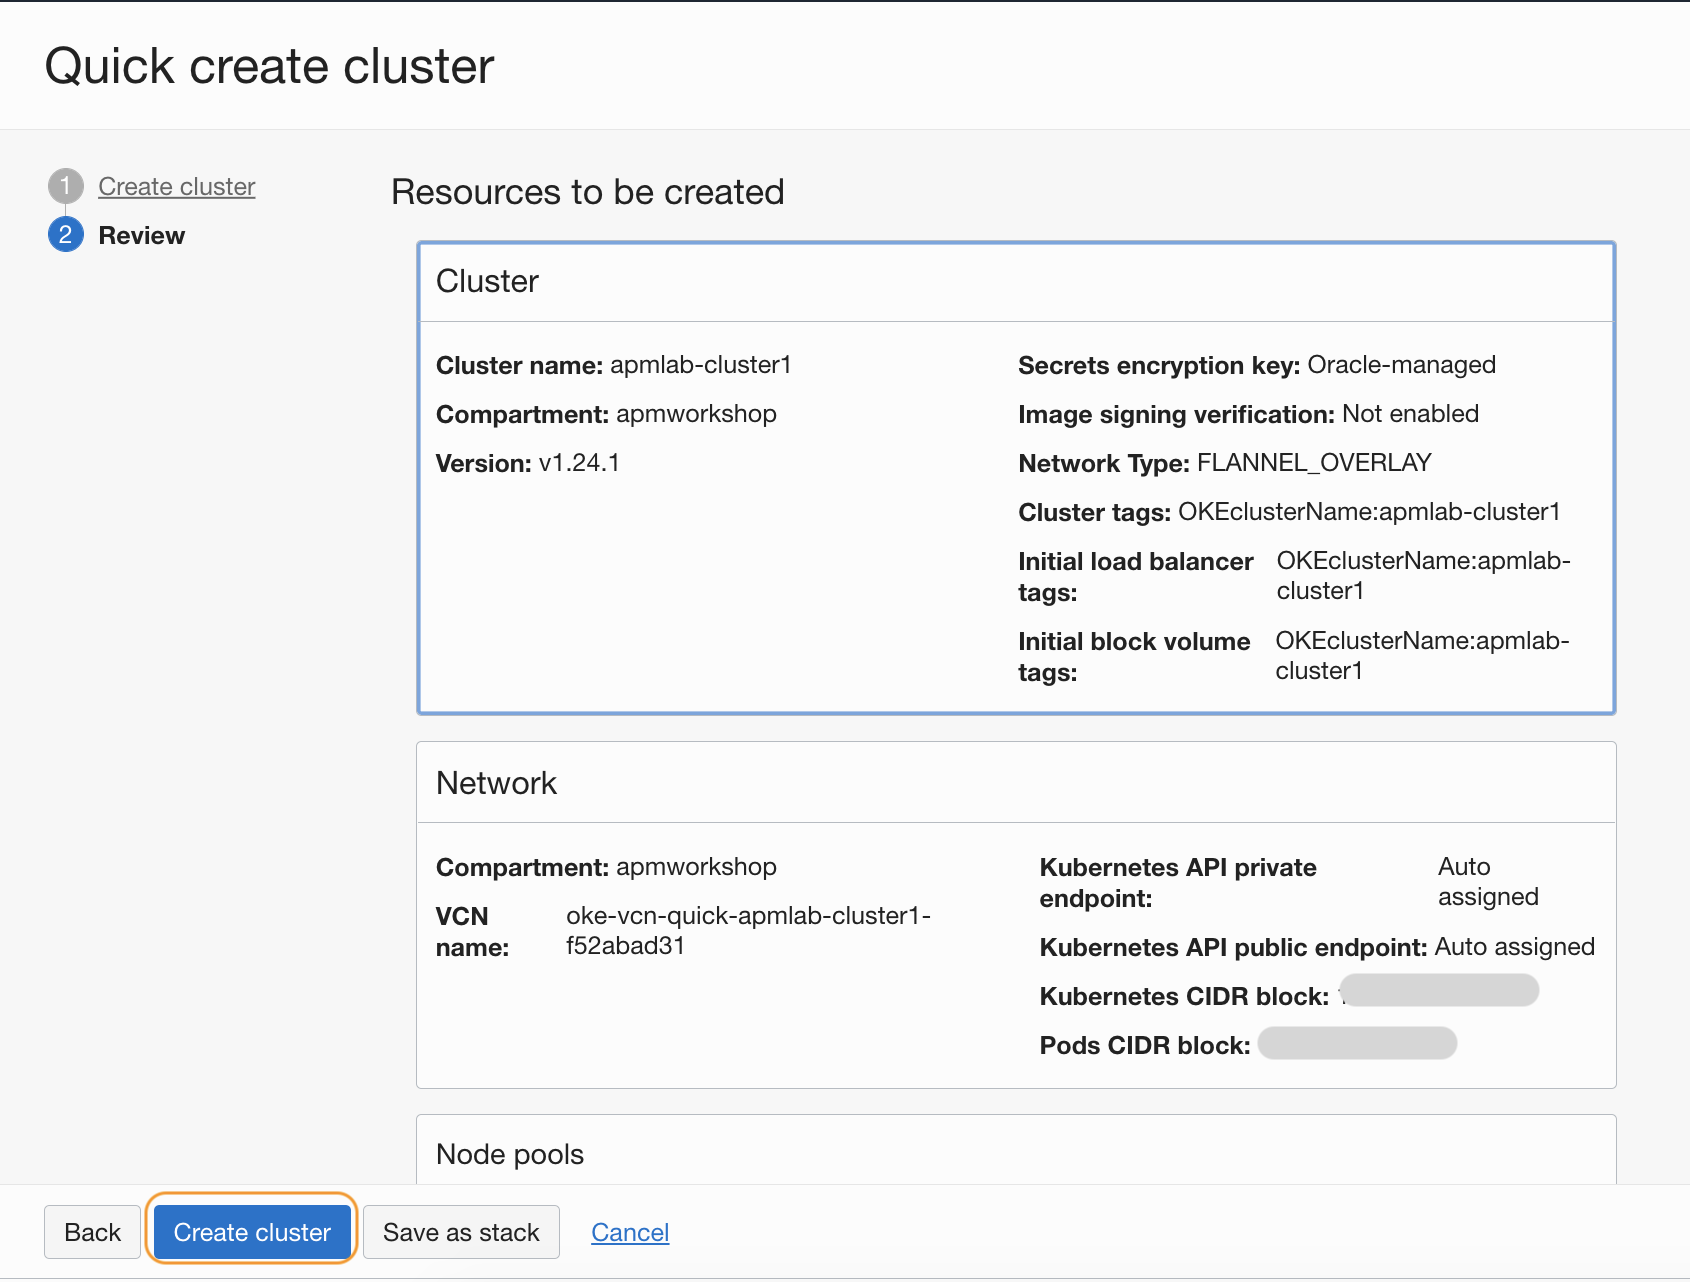 Quick create cluster
1 Create cluster
2 Review
Resources to be created
Cluster
Cluster name: apmlab-cluster1
Compartment: apmworkshop
Version: v1.24.1
Secrets encryption key: Oracle-managed
Image signing verification: Not enabled
Network Type: FLANNEL_OVERLAY
Cluster tags: OKEclusterName:apmlab-cluster1
Initial load balancer OKEclusterName:apmlab-
tags: cluster1
Initial block volume OKEclusterName:apmlab-
tags: cluster1
Network
Compartment: apmworkshop
VCN oke-vcn-quick-apmlab-cluster1-
name: f52abad31
Kubernetes API private Auto
endpoint: assigned
Kubernetes API public endpoint: Auto assigned
Kubernetes CIDR block:
Pods CIDR block:
Node pools
Back Create cluster Save as stack Cancel